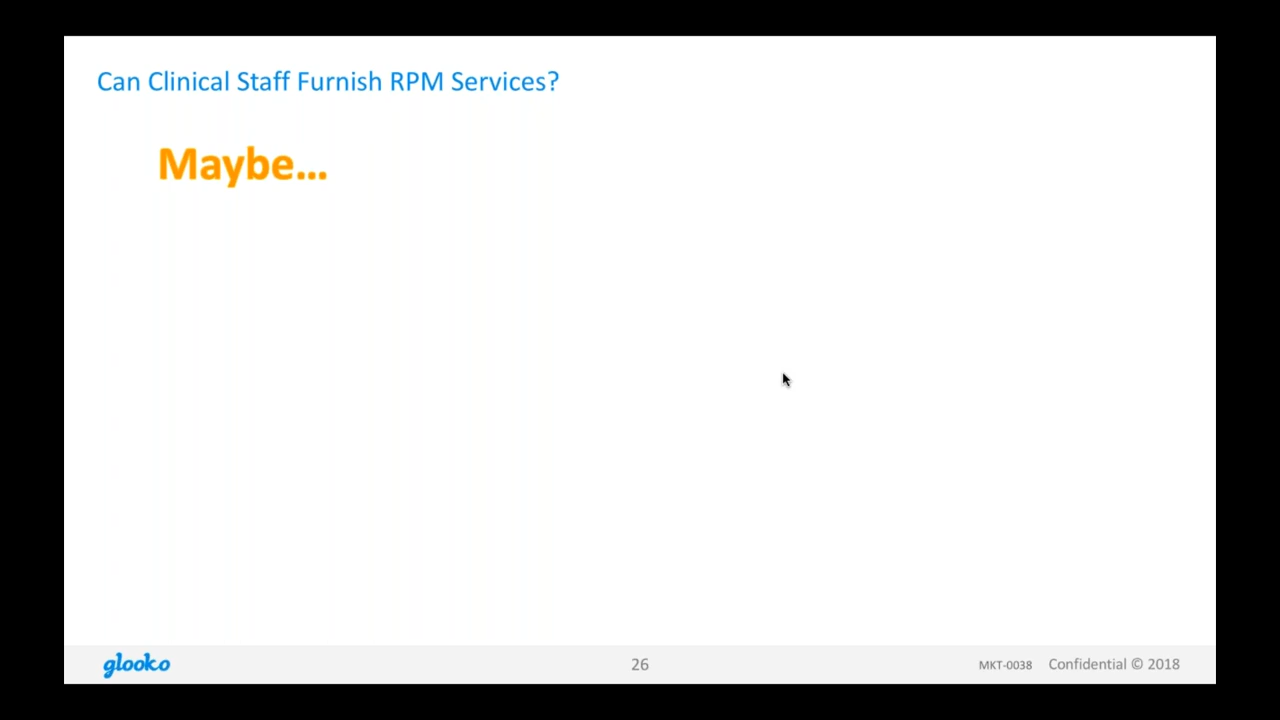 Can Clinical Staff Furnish RPM Services?
Maybe...
glooko
26
MKT-0038
Confidential © 2018